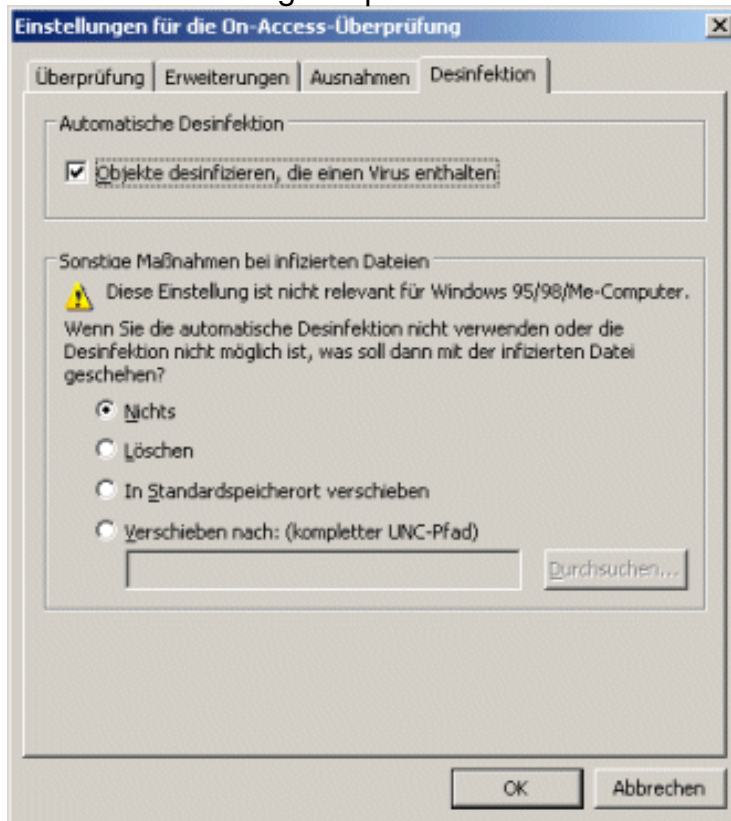 Einstellungen für die On-Access-Überprüfung
Überprüfung Erweiterungen Ausnahmen Desinfektion
Automatische Desinfektion
Objekte desinfizieren, die einen Virus enthalten
Sonstige Maßnahmen bei infizierten Dateien
Diese Einstellung ist nicht relevant für Windows 95/98/Me-Computer.
Wenn Sie die automatische Desinfektion nicht verwenden oder die
Desinfektion nicht möglich ist, was soll dann mit der infizierten Datei
geschehen?
Nichts
Löschen
In Standardspeicherort verschieben
Verschieben nach: (kompletter UNC-Pfad)
Durchsuchen...
OK Abbrechen